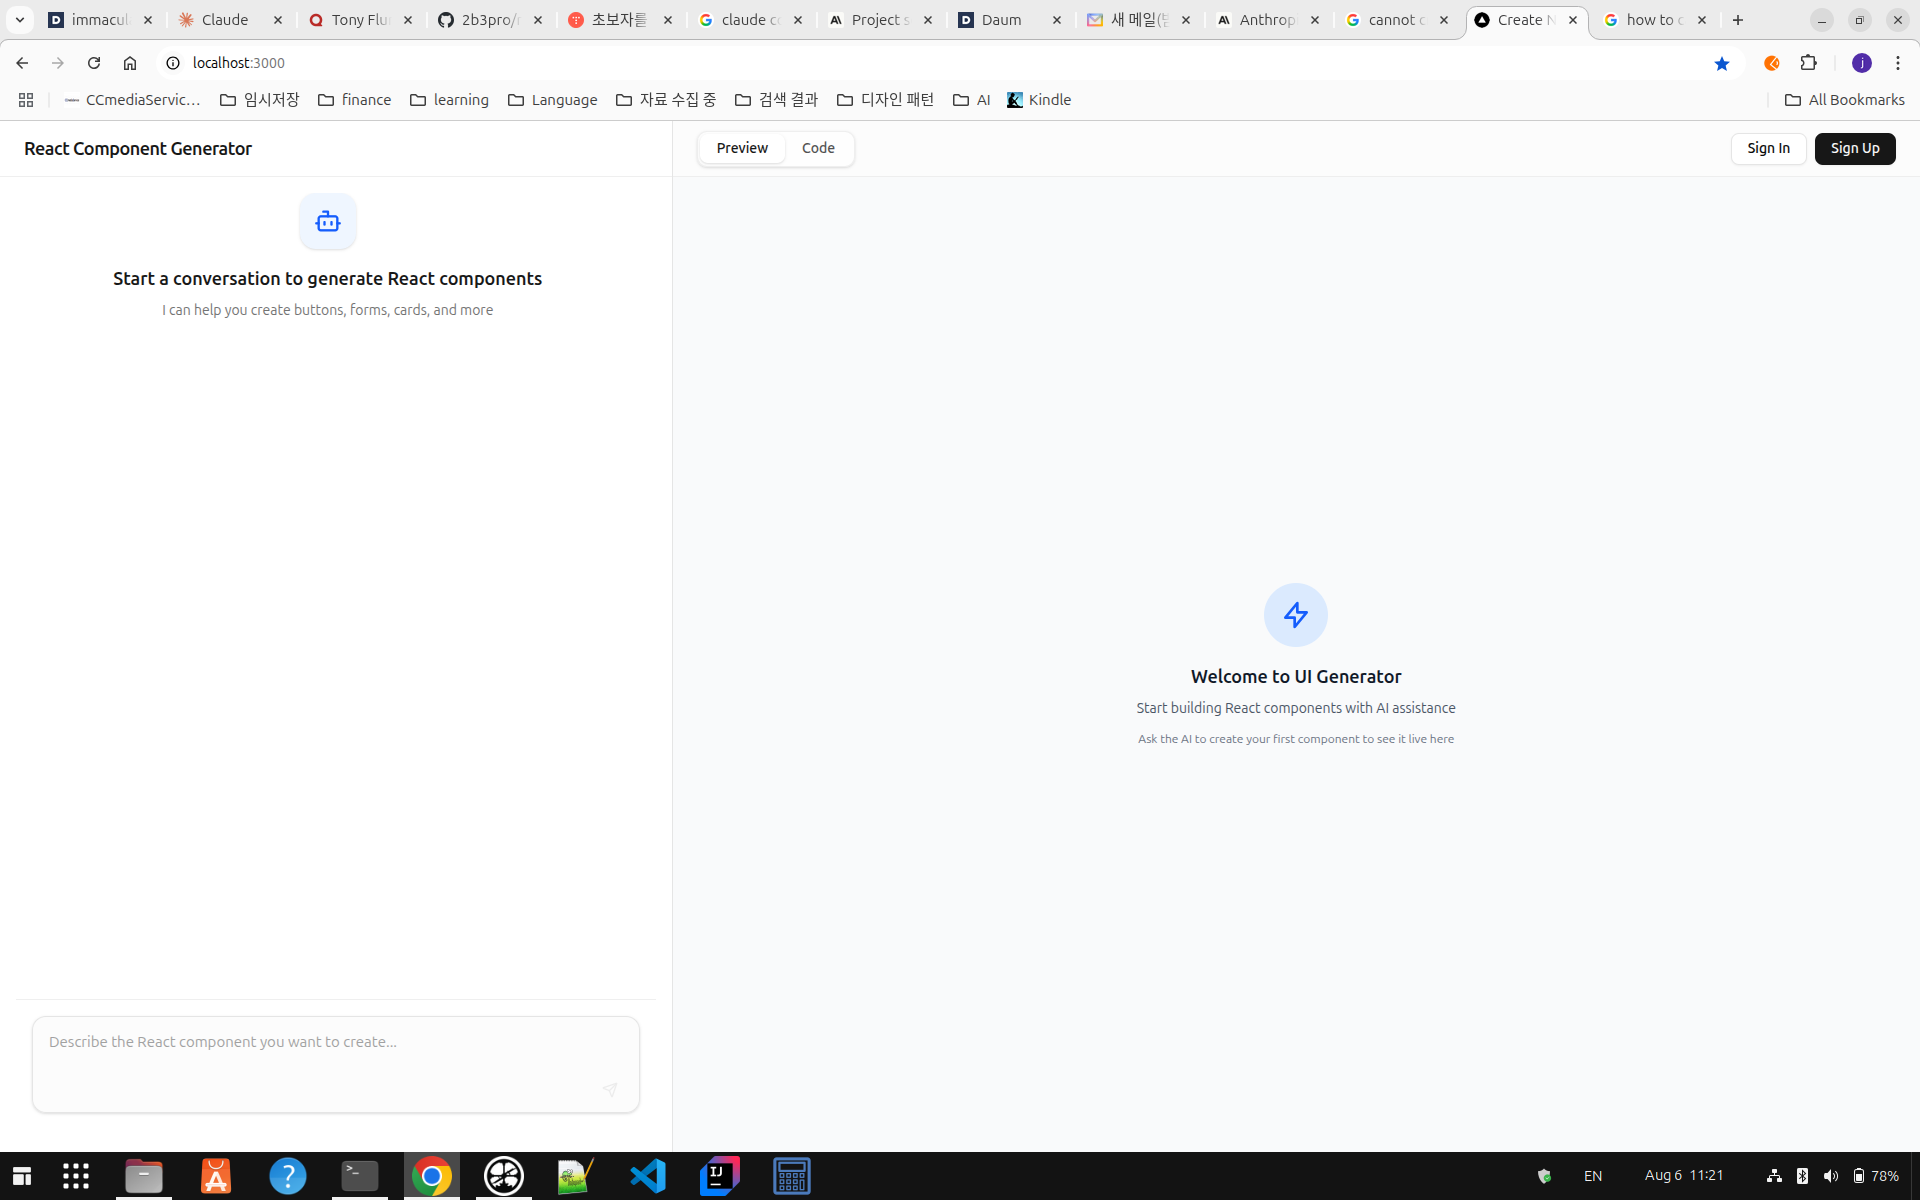 immacul
Claude
Tony Flu
2b3pro/
초보자를
claude c
Project s
Daum
새 메일(
Anthrop
cannot c
Create N
how to c
localhost:3000
j
CCmediaServic…
임시저장
finance
learning
Language
자료 수집 중
검색 결과
디자인 패턴
AI
Kindle
All Bookmarks
React Component Generator
Preview
Code
Sign In
Sign Up
Start a conversation to generate React components
I can help you create buttons, forms, cards, and more
Welcome to UI Generator
Start building React components with AI assistance
Ask the AI to create your first component to see it live here
Describe the React component you want to create...
EN
Aug 6 11:21
78%